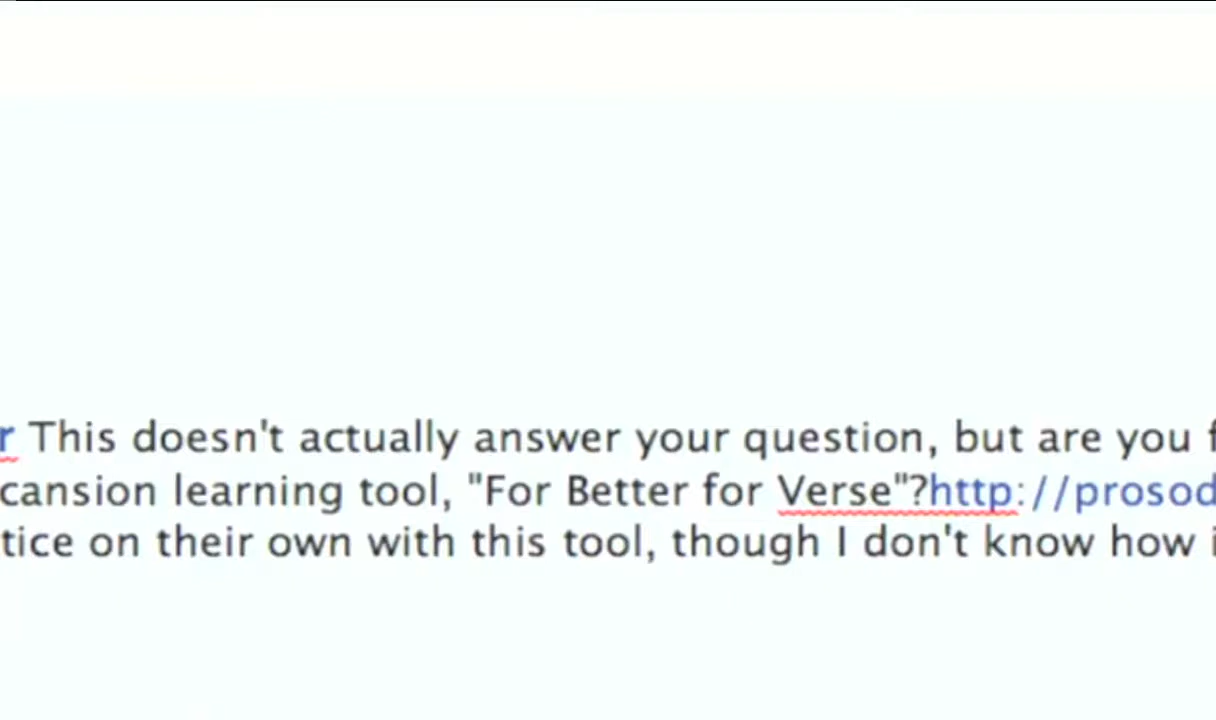 r This doesn't actually answer your question, but are you f
cansion learning tool, "For Better for Verse"?http://prosod
tice on their own with this tool, though I don't know how i